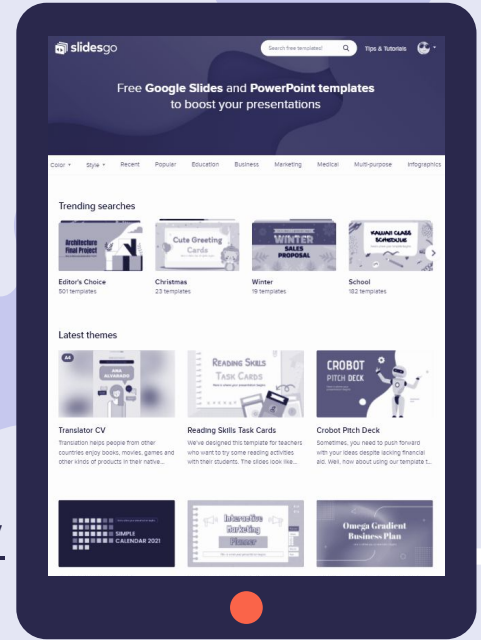 slidesgo
Search free templates!
Tips & Tutorials
Free Google Slides and PowerPoint templates
to boost your presentations
Color
Style
Recent
Popular
Education
Business
Marketing
Medical
Multi-purpose
Infographics
Trending searches
Architecture
Final Project
Cute Greeting
Cards
WINTER
SALES
PROPOSAL
KAWAII CLASS
SCHEDULE
Editor's Choice
501 templates
Christmas
23 templates
Winter
19 templates
School
182 templates
Latest themes
A4
ANA
ALVARADO
READING SKILLS
TASK CARDS
CROBOT
PITCH DECK
Translator CV
Translation helps people from other
countries enjoy books, movies, games and
other kinds of products in their native...
Reading Skills Task Cards
We've designed this template for teachers
who want to try some reading activities
with their students. The slides look like...
Crobot Pitch Deck
Sometimes, you need to push forward
with your ideas despite lacking financial
aid. Well, how about using our template t...
SIMPLE
CALENDAR 2021
Interactive
Marketing
Planner
Omega Gradient
Business Plan